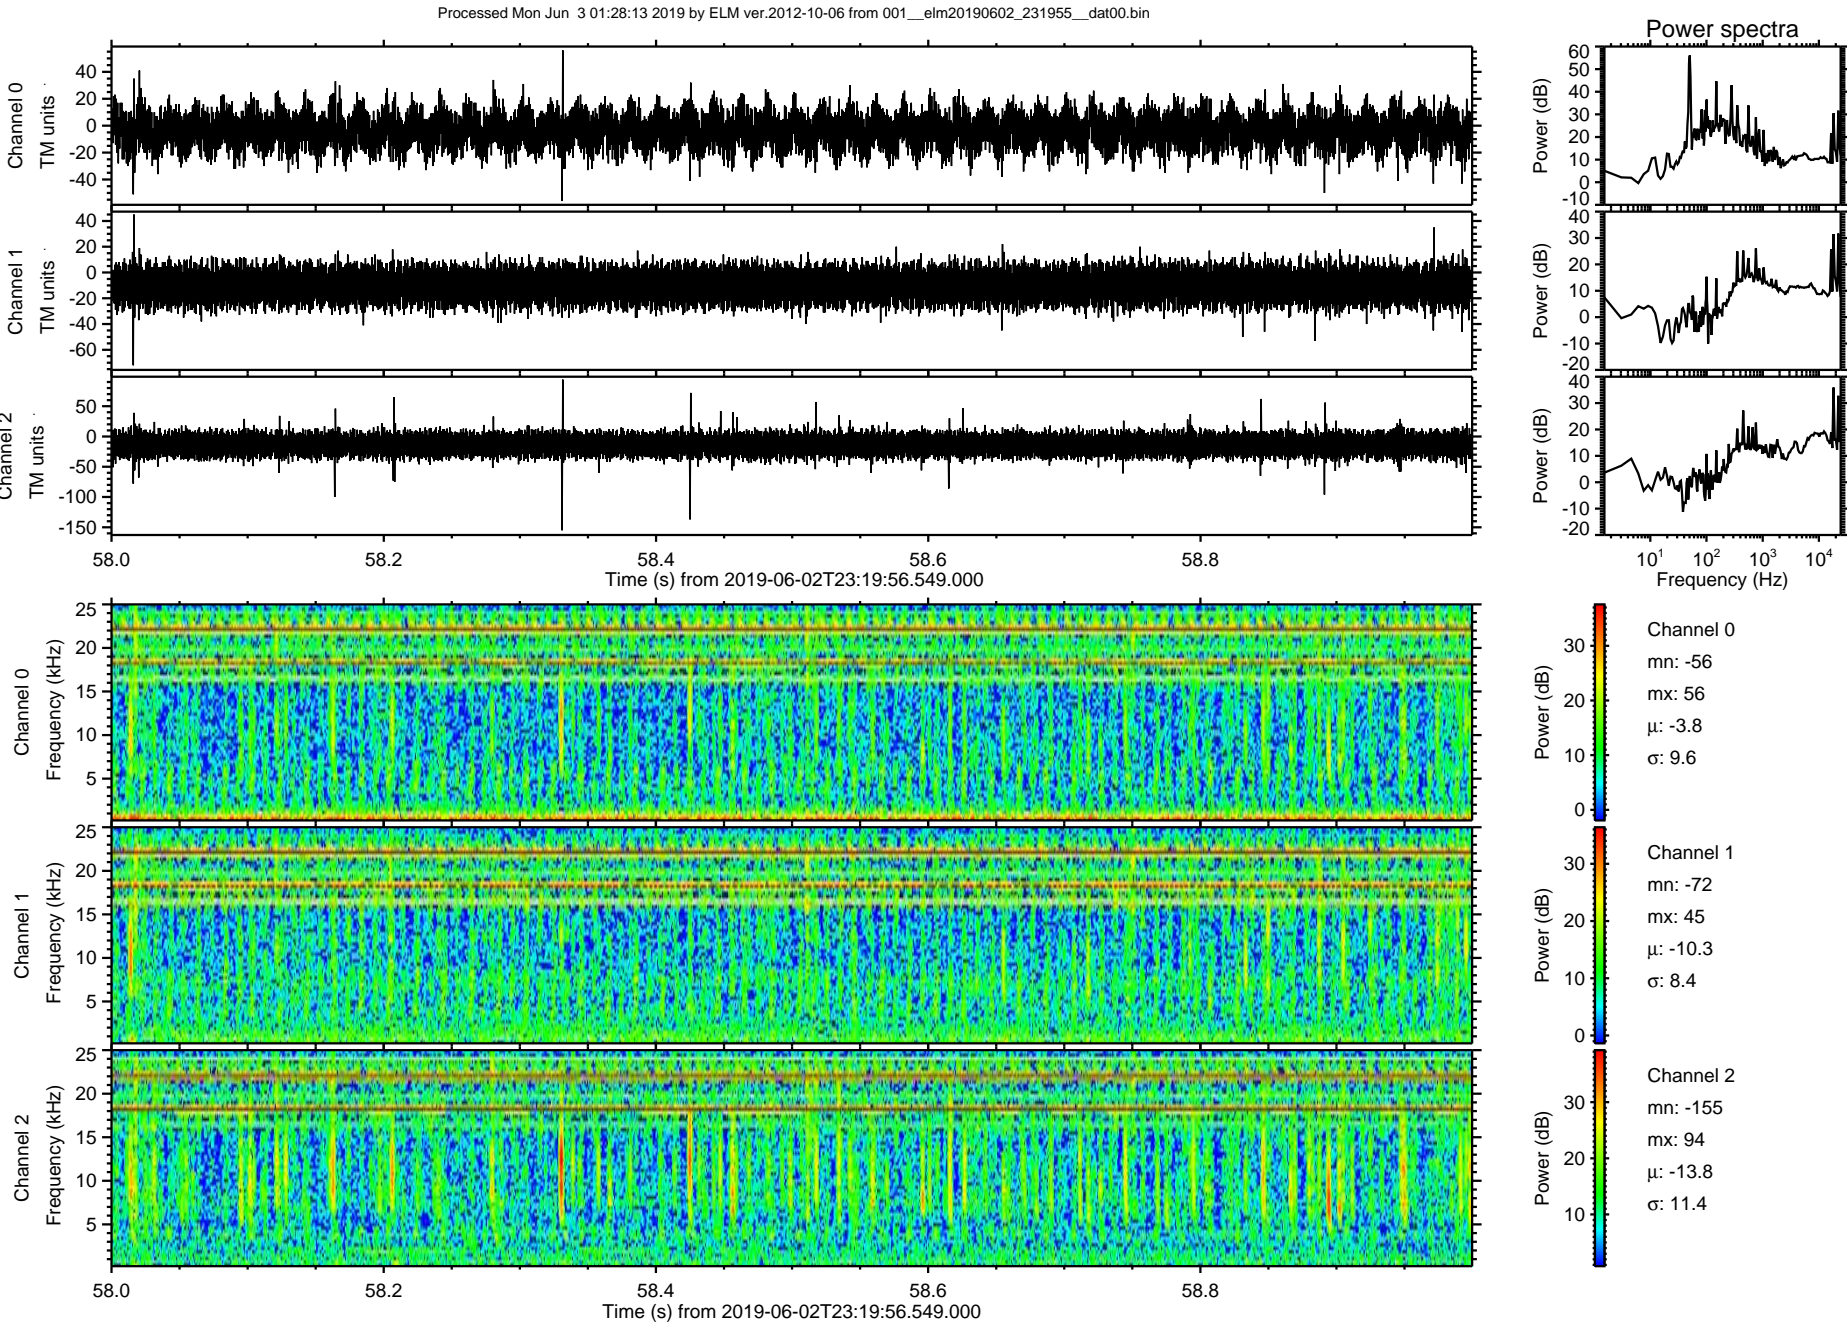 Processed Mon Jun  3 01:28:13 2019 by ELM ver.2012-10-06 from 001__elm20190602_231955__dat00.bin
Power spectra
Channel 0
TM units
40
20
0
-20
-40
Power (dB)
60
50
40
30
20
10
0
-10
Channel 1
TM units
40
20
0
-20
-40
-60
Power (dB)
40
30
20
10
0
-10
-20
Channel 2
TM units
50
0
-50
-100
-150
Power (dB)
40
30
20
10
0
-10
-20
58.0 58.2 58.4 58.6 58.8
Time (s) from 2019-06-02T23:19:56.549.000
10^1 10^2 10^3 10^4
Frequency (Hz)
Channel 0
Frequency (kHz)
25
20
15
10
5
Power (dB)
30
20
10
0
Channel 0
mn: -56
mx: 56
μ: -3.8
σ: 9.6
Channel 1
Frequency (kHz)
25
20
15
10
5
Power (dB)
30
20
10
0
Channel 1
mn: -72
mx: 45
μ: -10.3
σ: 8.4
Channel 2
Frequency (kHz)
25
20
15
10
5
Power (dB)
30
20
10
Channel 2
mn: -155
mx: 94
μ: -13.8
σ: 11.4
58.0 58.2 58.4 58.6 58.8
Time (s) from 2019-06-02T23:19:56.549.000